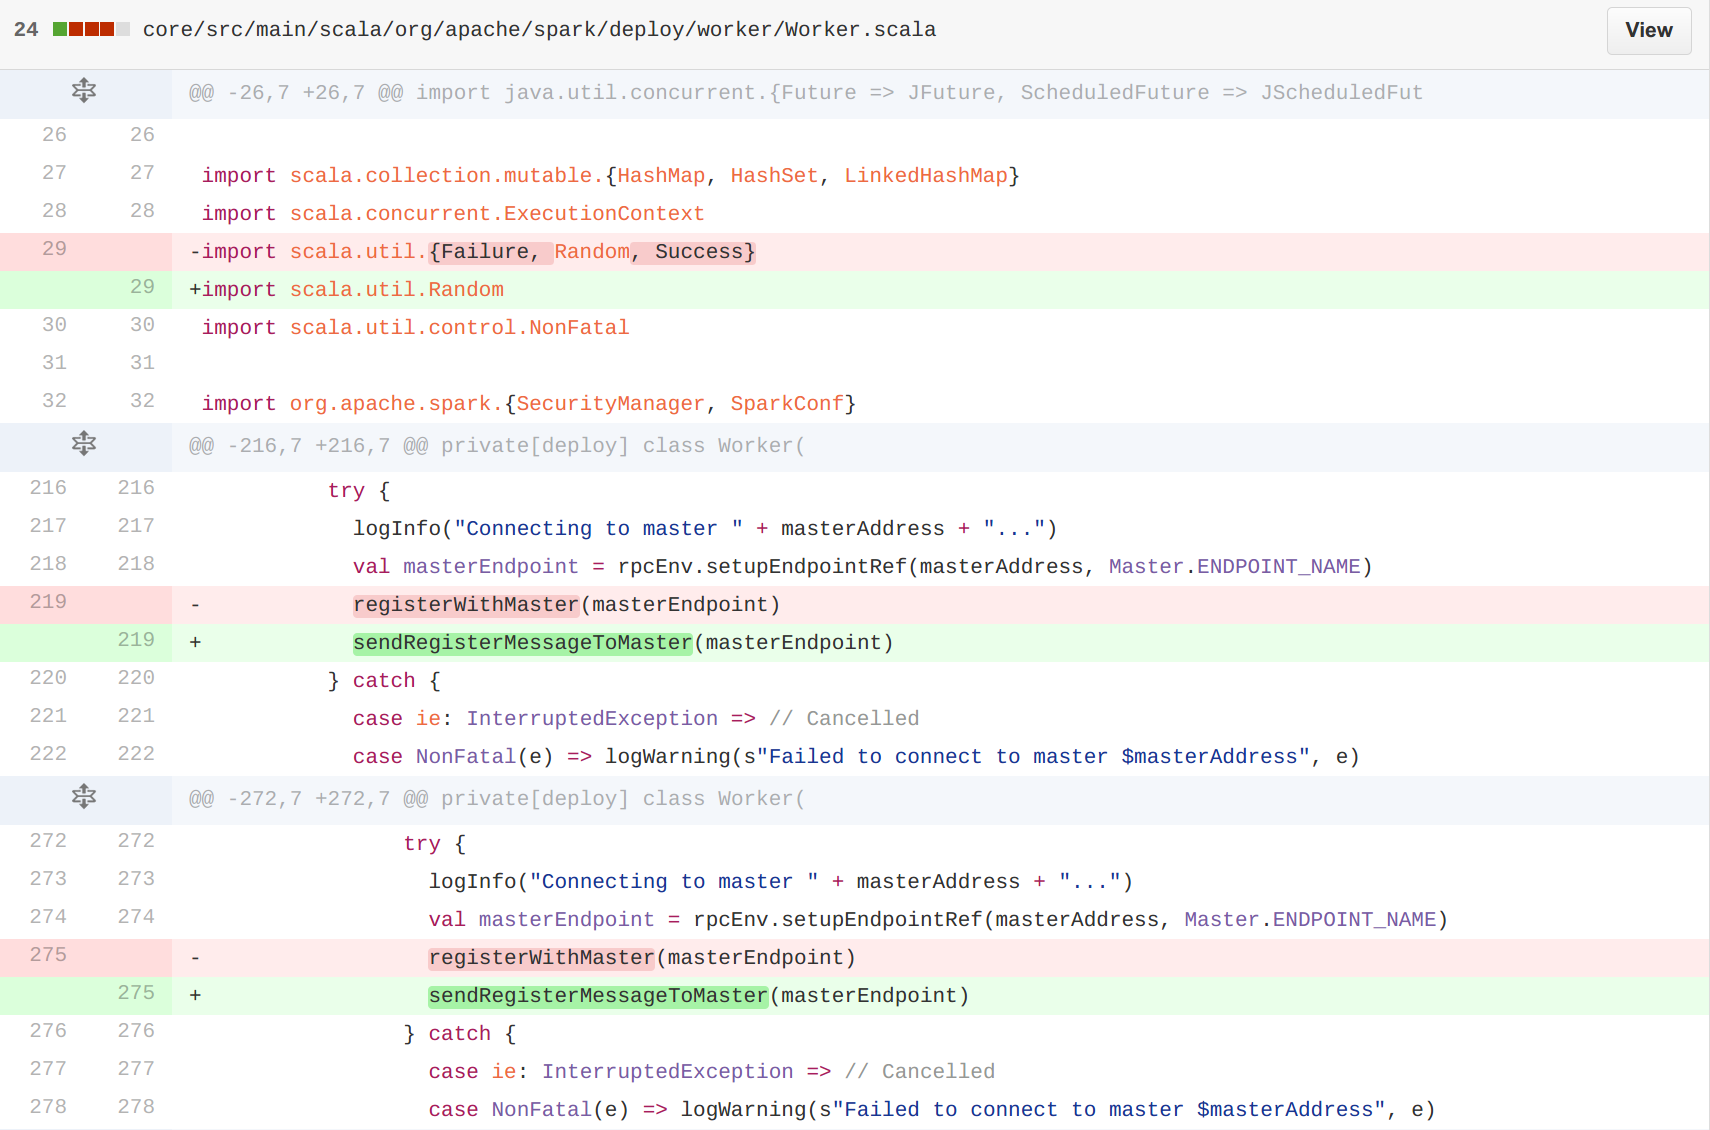 24 core/src/main/scala/org/apache/spark/deploy/worker/Worker.scala View
@@ -26,7 +26,7 @@ import java.util.concurrent.{Future => JFuture, ScheduledFuture => JScheduledFut
26 26
27 27 import scala.collection.mutable.{HashMap, HashSet, LinkedHashMap}
28 28 import scala.concurrent.ExecutionContext
29 -import scala.util.{Failure, Random, Success}
29 +import scala.util.Random
30 30 import scala.util.control.NonFatal
31 31
32 32 import org.apache.spark.{SecurityManager, SparkConf}
@@ -216,7 +216,7 @@ private[deploy] class Worker(
216 216 try {
217 217 logInfo("Connecting to master " + masterAddress + "...")
218 218 val masterEndpoint = rpcEnv.setupEndpointRef(masterAddress, Master.ENDPOINT_NAME)
219 - registerWithMaster(masterEndpoint)
219 + sendRegisterMessageToMaster(masterEndpoint)
220 220 } catch {
221 221 case ie: InterruptedException => // Cancelled
222 222 case NonFatal(e) => logWarning(s"Failed to connect to master $masterAddress", e)
@@ -272,7 +272,7 @@ private[deploy] class Worker(
272 272 try {
273 273 logInfo("Connecting to master " + masterAddress + "...")
274 274 val masterEndpoint = rpcEnv.setupEndpointRef(masterAddress, Master.ENDPOINT_NAME)
275 - registerWithMaster(masterEndpoint)
275 + sendRegisterMessageToMaster(masterEndpoint)
276 276 } catch {
277 277 case ie: InterruptedException => // Cancelled
278 278 case NonFatal(e) => logWarning(s"Failed to connect to master $masterAddress", e)